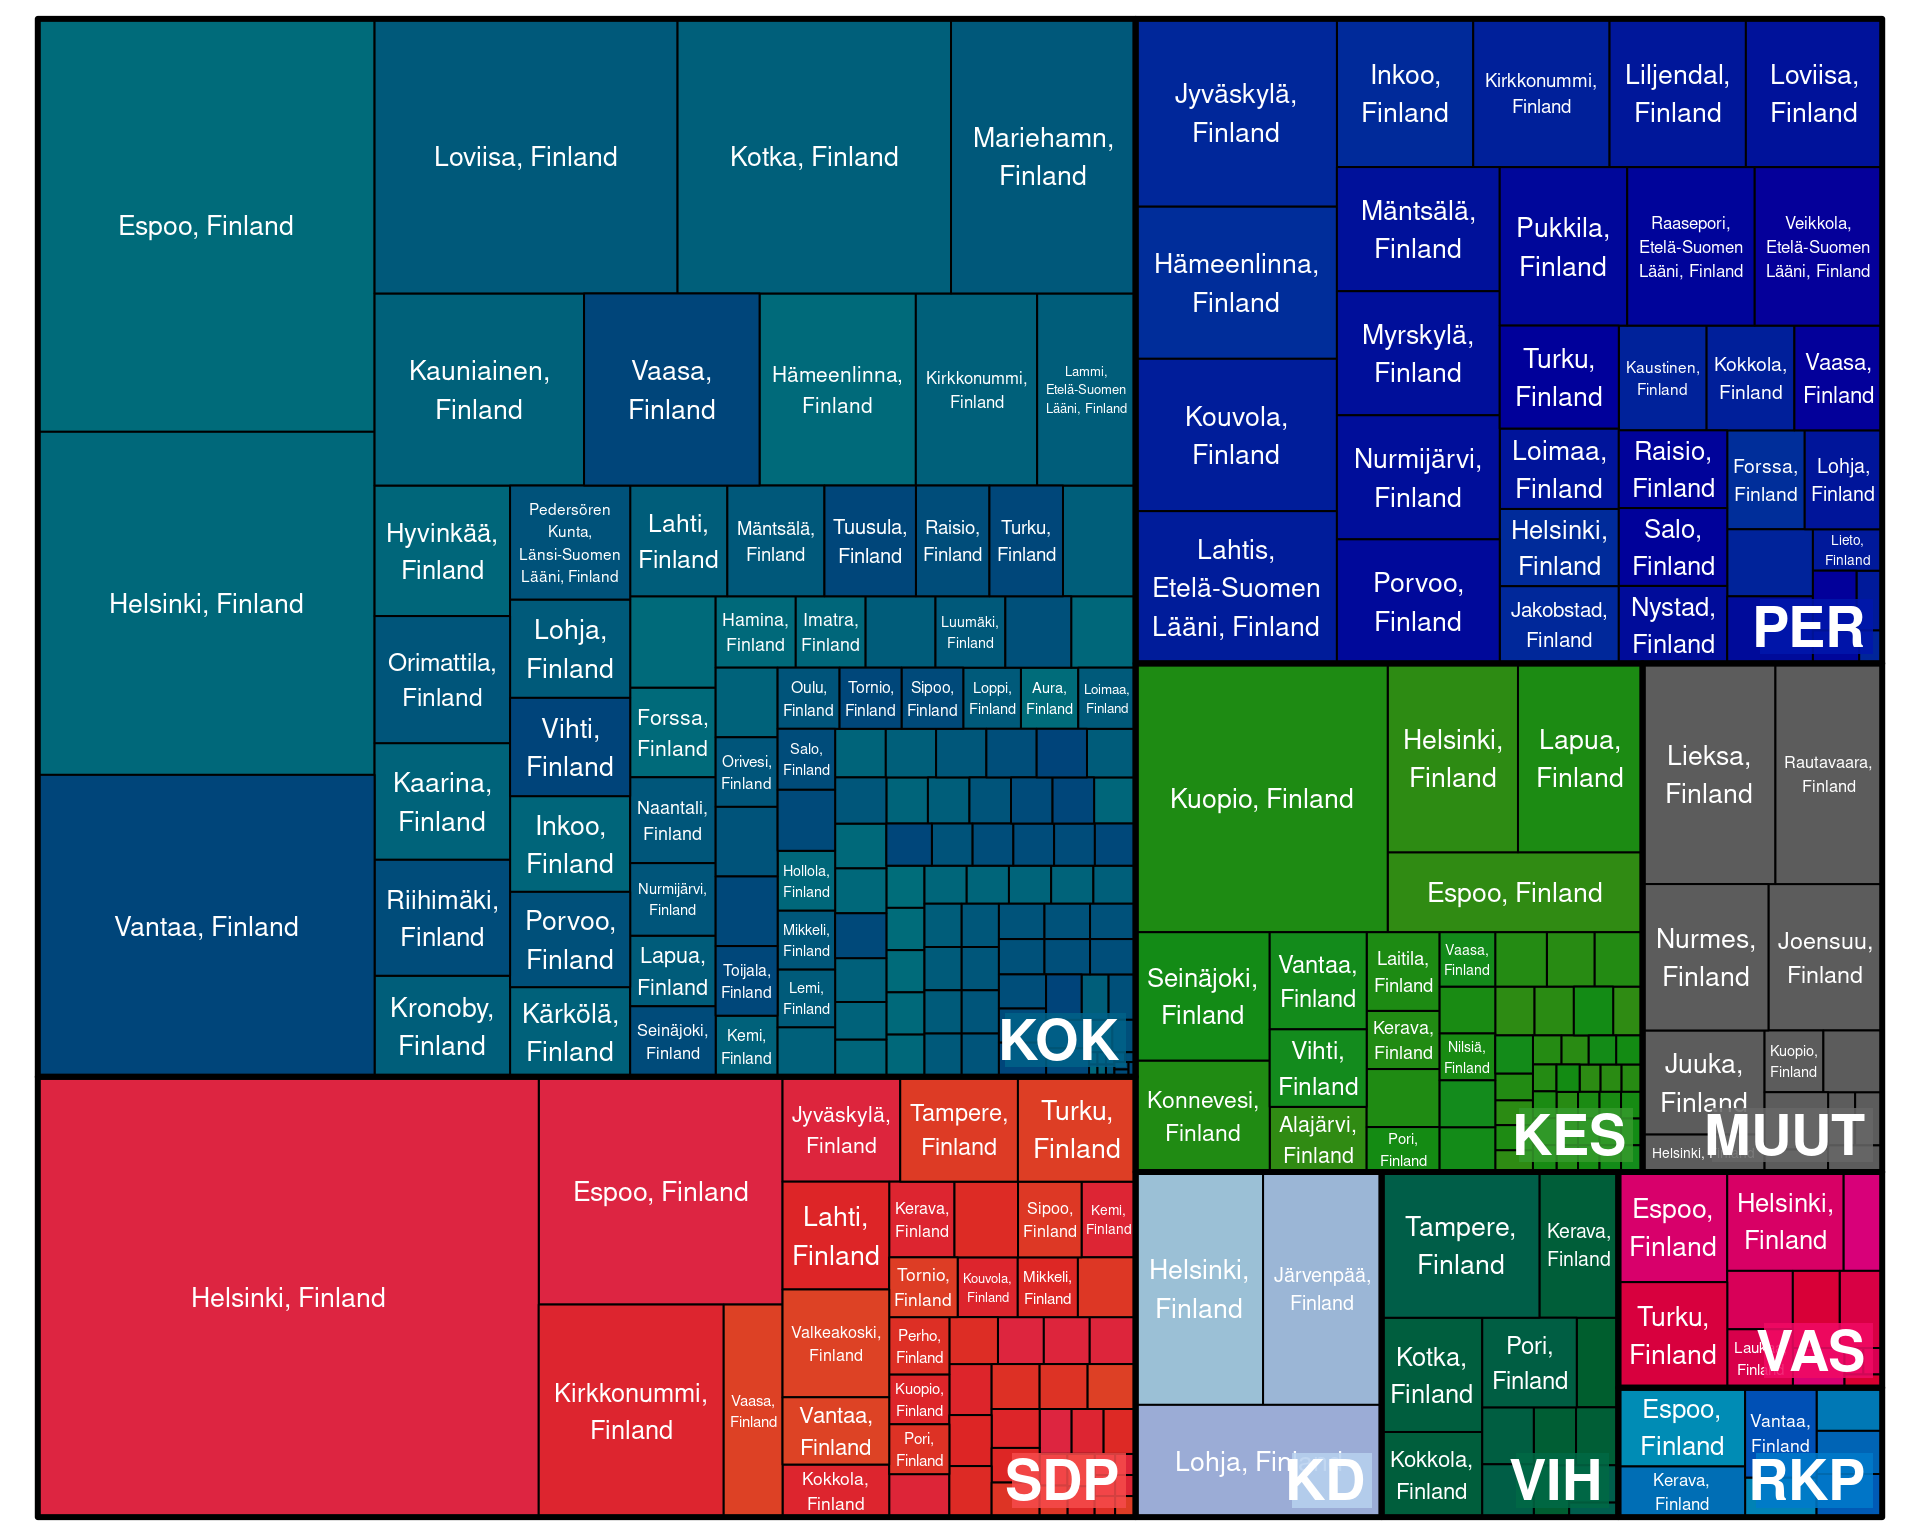 Espoo, Finland
Helsinki, Finland
Vantaa, Finland
Loviisa, Finland
Kotka, Finland
Mariehamn,
Finland
Kauniainen,
Finland
Vaasa,
Finland
Hämeenlinna,
Finland
Kirkkonummi,
Finland
Lammi,
Etelä-Suomen
Lääni, Finland
Hyvinkää,
Finland
Orimattila,
Finland
Kaarina,
Finland
Riihimäki,
Finland
Kronoby,
Finland
Pedersören
Kunta,
Länsi-Suomen
Lääni, Finland
Lohja,
Finland
Vihti,
Finland
Inkoo,
Finland
Porvoo,
Finland
Kärkölä,
Finland
Lahti,
Finland
Mäntsälä,
Finland
Tuusula,
Finland
Raisio,
Finland
Turku,
Finland
Forssa,
Finland
Naantali,
Finland
Nurmijärvi,
Finland
Lapua,
Finland
Seinäjoki,
Finland
Hamina,
Finland
Imatra,
Finland
Luumäki,
Finland
Orivesi,
Finland
Toijala,
Finland
Kemi,
Finland
Oulu,
Finland
Tornio,
Finland
Sipoo,
Finland
Loppi,
Finland
Aura,
Finland
Loimaa,
Finland
Salo,
Finland
Hollola,
Finland
Mikkeli,
Finland
Lemi,
Finland
KOK
Jyväskylä,
Finland
Hämeenlinna,
Finland
Kouvola,
Finland
Lahtis,
Etelä-Suomen
Lääni, Finland
Inkoo,
Finland
Kirkkonummi,
Finland
Liljendal,
Finland
Loviisa,
Finland
Mäntsälä,
Finland
Myrskylä,
Finland
Nurmijärvi,
Finland
Porvoo,
Finland
Pukkila,
Finland
Raasepori,
Etelä-Suomen
Lääni, Finland
Veikkola,
Etelä-Suomen
Lääni, Finland
Turku,
Finland
Kaustinen,
Finland
Kokkola,
Finland
Vaasa,
Finland
Loimaa,
Finland
Helsinki,
Finland
Jakobstad,
Finland
Raisio,
Finland
Salo,
Finland
Nystad,
Finland
Forssa,
Finland
Lohja,
Finland
Lieto,
Finland
PER
Kuopio, Finland
Helsinki,
Finland
Lapua,
Finland
Espoo, Finland
Seinäjoki,
Finland
Konnevesi,
Finland
Vantaa,
Finland
Vihti,
Finland
Alajärvi,
Finland
Laitila,
Finland
Kerava,
Finland
Pori,
Finland
Vaasa,
Finland
Nilsiä,
Finland
KES
Lieksa,
Finland
Rautavaara,
Finland
Nurmes,
Finland
Joensuu,
Finland
Juuka,
Finland
Kuopio,
Finland
Helsinki,
MUUT
Helsinki, Finland
Espoo, Finland
Kirkkonummi,
Finland
Vaasa,
Finland
Jyväskylä,
Finland
Tampere,
Finland
Turku,
Finland
Lahti,
Finland
Valkeakoski,
Finland
Vantaa,
Finland
Kokkola,
Finland
Kerava,
Finland
Sipoo,
Finland
Kemi,
Finland
Tornio,
Finland
Kouvola,
Finland
Mikkeli,
Finland
Perho,
Finland
Kuopio,
Finland
Pori,
Finland
SDP
Helsinki,
Finland
Järvenpää,
Finland
Lohja,
KD
Tampere,
Finland
Kerava,
Finland
Kotka,
Finland
Pori,
Finland
Kokkola,
Finland
VIH
Espoo,
Finland
Helsinki,
Finland
Turku,
Finland
VAS
Espoo,
Finland
Vantaa,
Finland
Kerava,
Finland
RKP